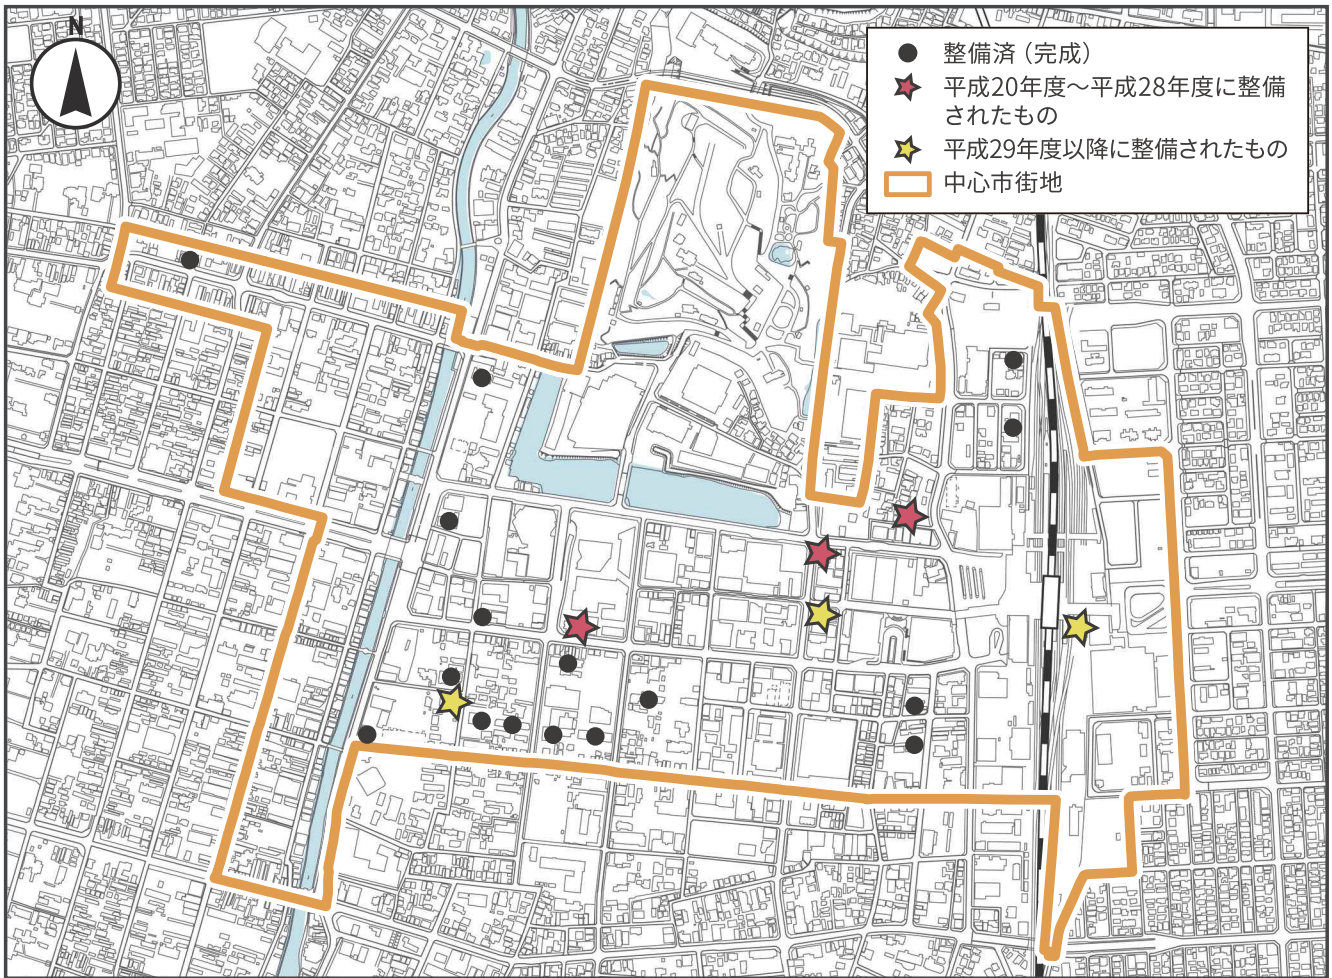 N
整備済（完成）
平成20年度～平成28年度に整備
されたもの
平成29年度以降に整備されたもの
中心市街地